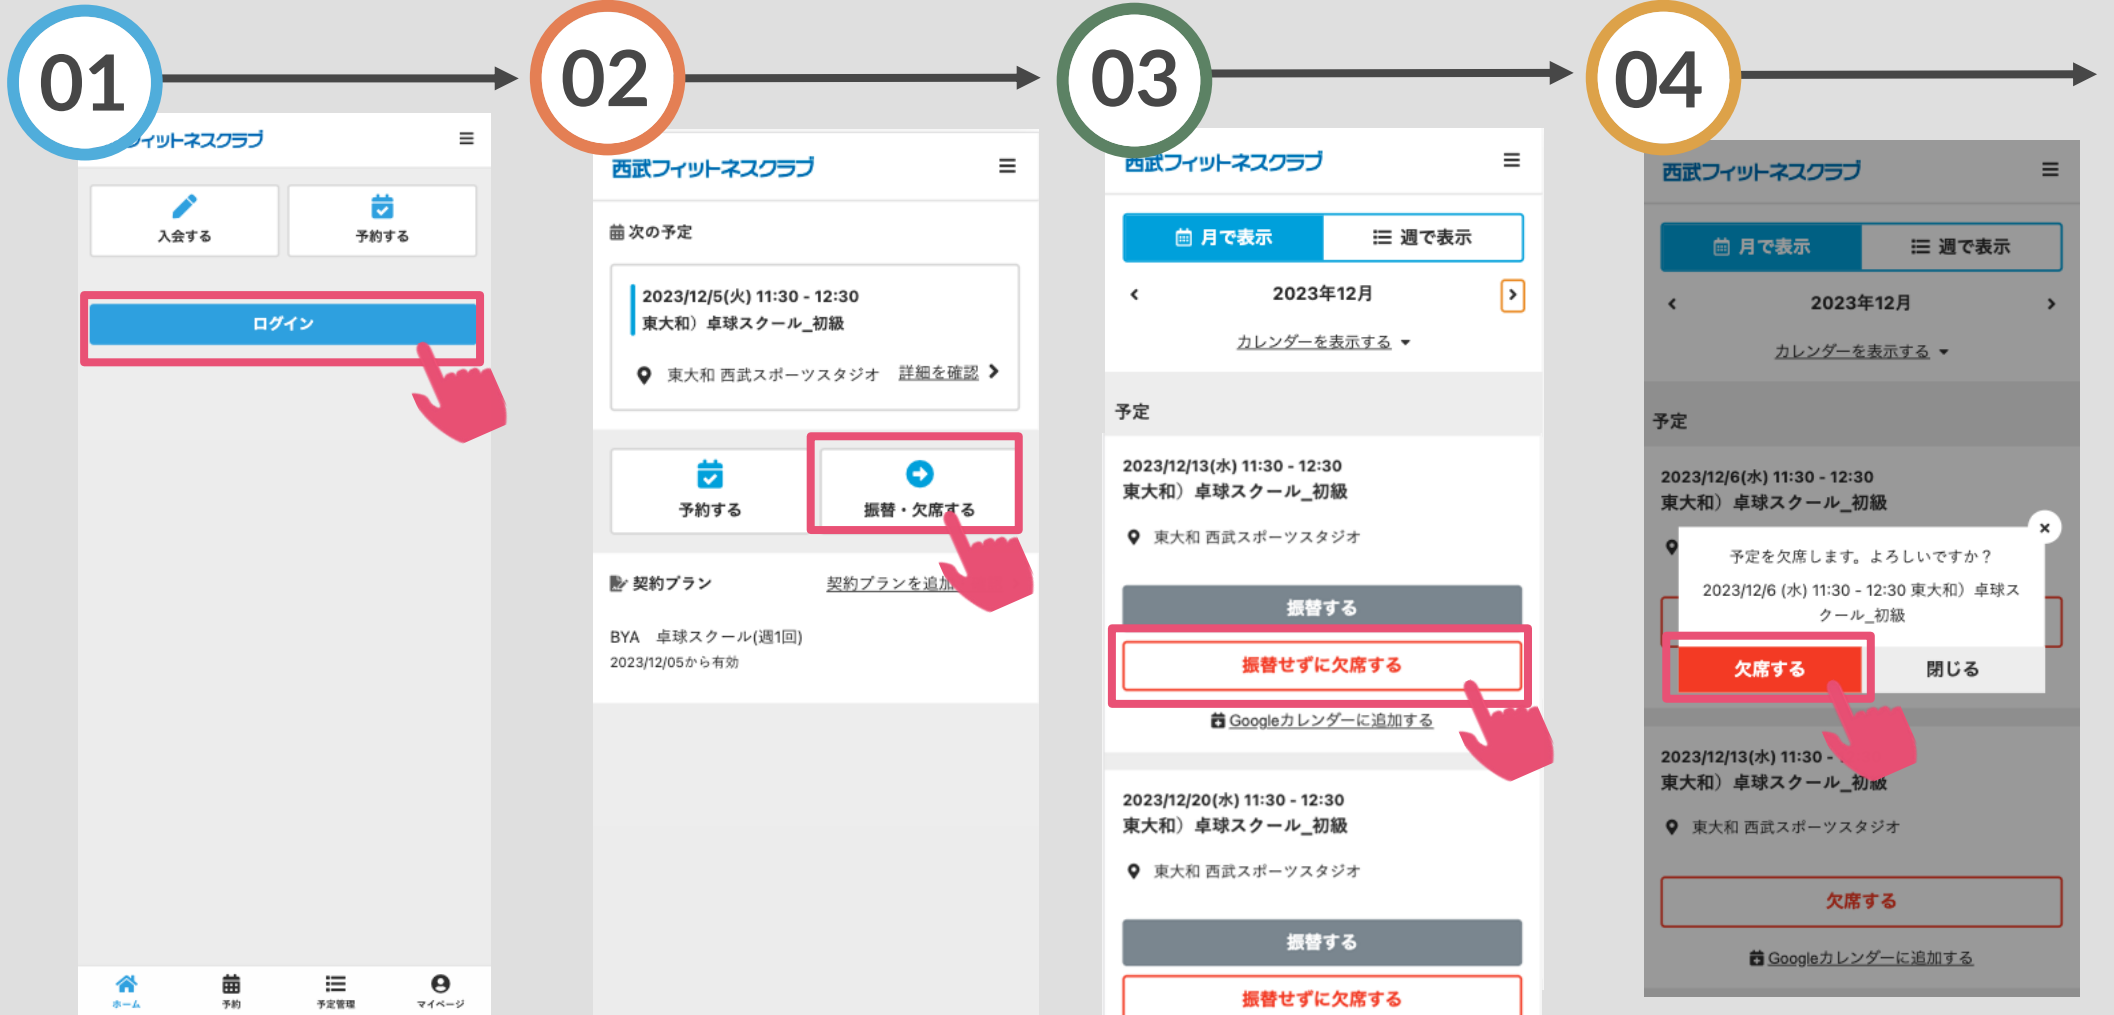 01
02
03
04
ィットネスクラブ
入会する
予約する
ログイン
ホーム
予約
予定管理
マイページ
西武フィットネスクラブ
次の予定
2023/12/5(火) 11:30 - 12:30
東大和）卓球スクール_初級
東大和 西武スポーツスタジオ
詳細を確認
予約する
振替・欠席する
契約プラン
契約プランを追加
BYA 卓球スクール(週1回)
2023/12/05から有効
西武フィットネスクラブ
月で表示
週で表示
2023年12月
カレンダーを表示する
予定
2023/12/13(水) 11:30 - 12:30
東大和）卓球スクール_初級
東大和 西武スポーツスタジオ
振替する
振替せずに欠席する
Googleカレンダーに追加する
2023/12/20(水) 11:30 - 12:30
東大和）卓球スクール_初級
東大和 西武スポーツスタジオ
振替する
振替せずに欠席する
西武フィットネスクラブ
月で表示
週で表示
2023年12月
カレンダーを表示する
予定
2023/12/6(水) 11:30 - 12:30
東大和）卓球スクール_初級
予定を欠席します。よろしいですか？
2023/12/6 (水) 11:30 - 12:30 東大和）卓球ス
クール_初級
欠席する
閉じる
2023/12/13(水) 11:30 -
東大和）卓球スクール_初級
東大和 西武スポーツスタジオ
欠席する
Googleカレンダーに追加する